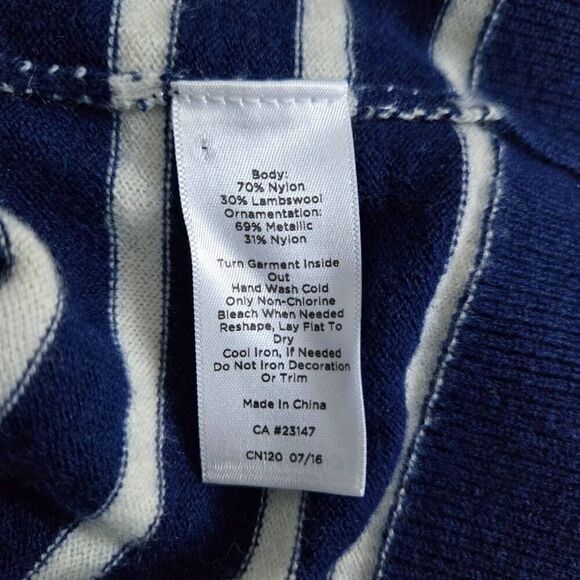 Body:
70% Nylon
30% Lambswool
Ornamentation:
69% Metallic
31% Nylon
Turn Garment Inside
Out
Hand Wash Cold
Only Non-Chlorine
Bleach When Needed
Reshape, Lay Flat To
Dry
Cool Iron, If Needed
Do Not Iron Decoration
Or Trim
Made In China
CA #23147
CN120 07/16